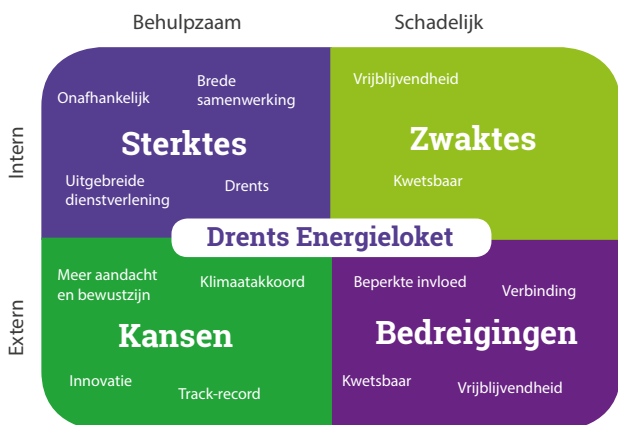 Behulpzaam
Schadelijk
Intern
Onafhankelijk
Brede
samenwerking
Sterktes
Uitgebreide
dienstverlening
Drents
Vrijblijvendheid
Zwaktes
Kwetsbaar
Drents Energieloket
Extern
Meer aandacht
en bewustzijn
Klimaatakkoord
Kansen
Innovatie
Track-record
Beperkte invloed
Verbinding
Bedreigingen
Kwetsbaar
Vrijblijvendheid